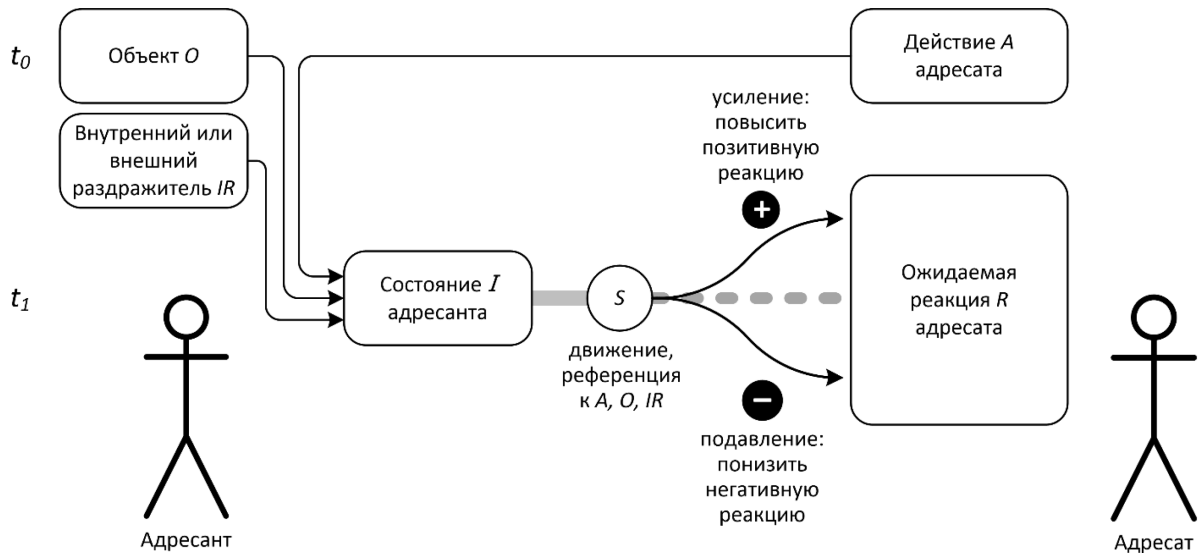 t₀
Объект O
Внутренний или
внешний
раздражитель IR
Действие A
адресата
усиление:
повысить
позитивную
реакцию
+
t₁
Состояние I
адресанта
S
движение,
референция
к A, O, IR
Ожидаемая
реакция R
адресата
−
подавление:
понизить
негативную
реакцию
Адресант
Адресат